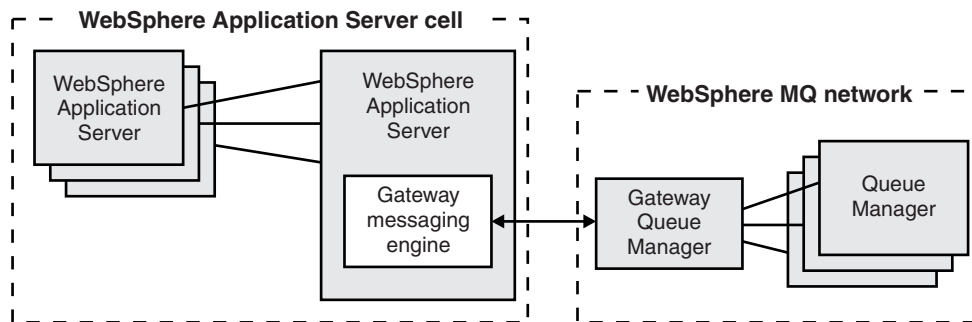 WebSphere Application Server cell
WebSphere
Application
Server
WebSphere
Application
Server
Gateway
messaging
engine
WebSphere MQ network
Gateway
Queue
Manager
Queue
Manager